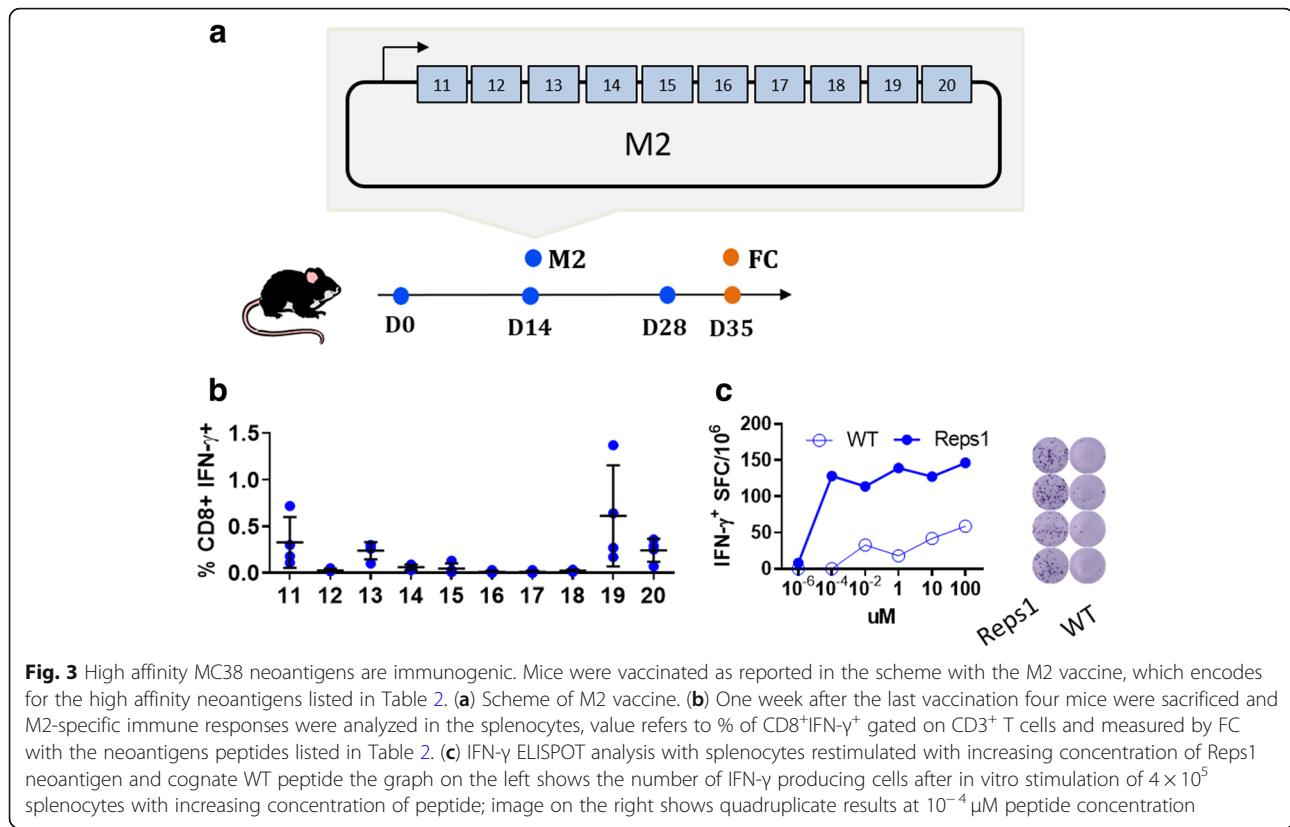 a
11 12 13 14 15 16 17 18 19 20
M2
M2 FC
D0 D14 D28 D35
b
% CD8+ IFN-γ+
1.5
1.0
0.5
0.0
11 12 13 14 15 16 17 18 19 20
c
IFN-γ⁺ SFC/10⁶
200
150
100
50
0
WT Reps1
10⁻⁶ 10⁻⁴ 10⁻² 1 10 100
uM
Reps1 WT
Fig. 3 High affinity MC38 neoantigens are immunogenic. Mice were vaccinated as reported in the scheme with the M2 vaccine, which encodes
for the high affinity neoantigens listed in Table 2. (a) Scheme of M2 vaccine. (b) One week after the last vaccination four mice were sacrificed and
M2-specific immune responses were analyzed in the splenocytes, value refers to % of CD8⁺IFN-γ⁺ gated on CD3⁺ T cells and measured by FC
with the neoantigens peptides listed in Table 2. (c) IFN-γ ELISPOT analysis with splenocytes restimulated with increasing concentration of Reps1
neoantigen and cognate WT peptide the graph on the left shows the number of IFN-γ producing cells after in vitro stimulation of 4 × 10⁵
splenocytes with increasing concentration of peptide; image on the right shows quadruplicate results at 10⁻⁴ μM peptide concentration